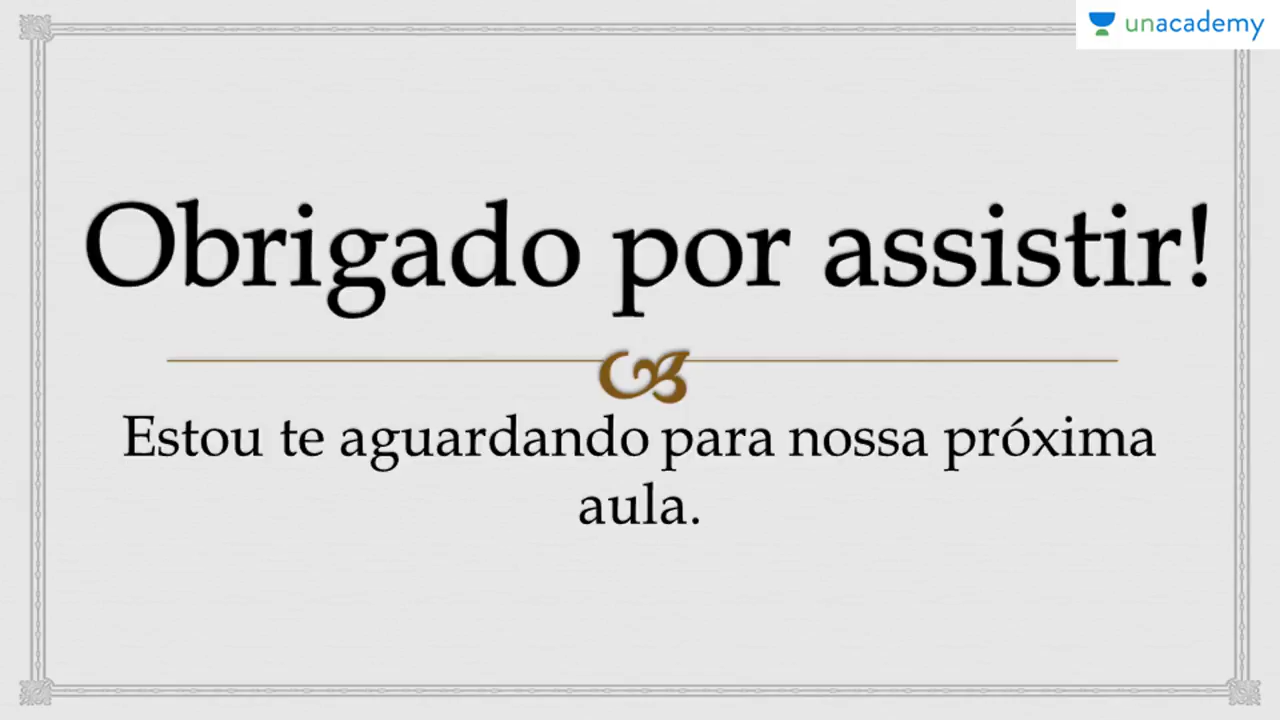 unacademy
Obrigado por assistir!
Estou te aguardando para nossa próxima
aula.